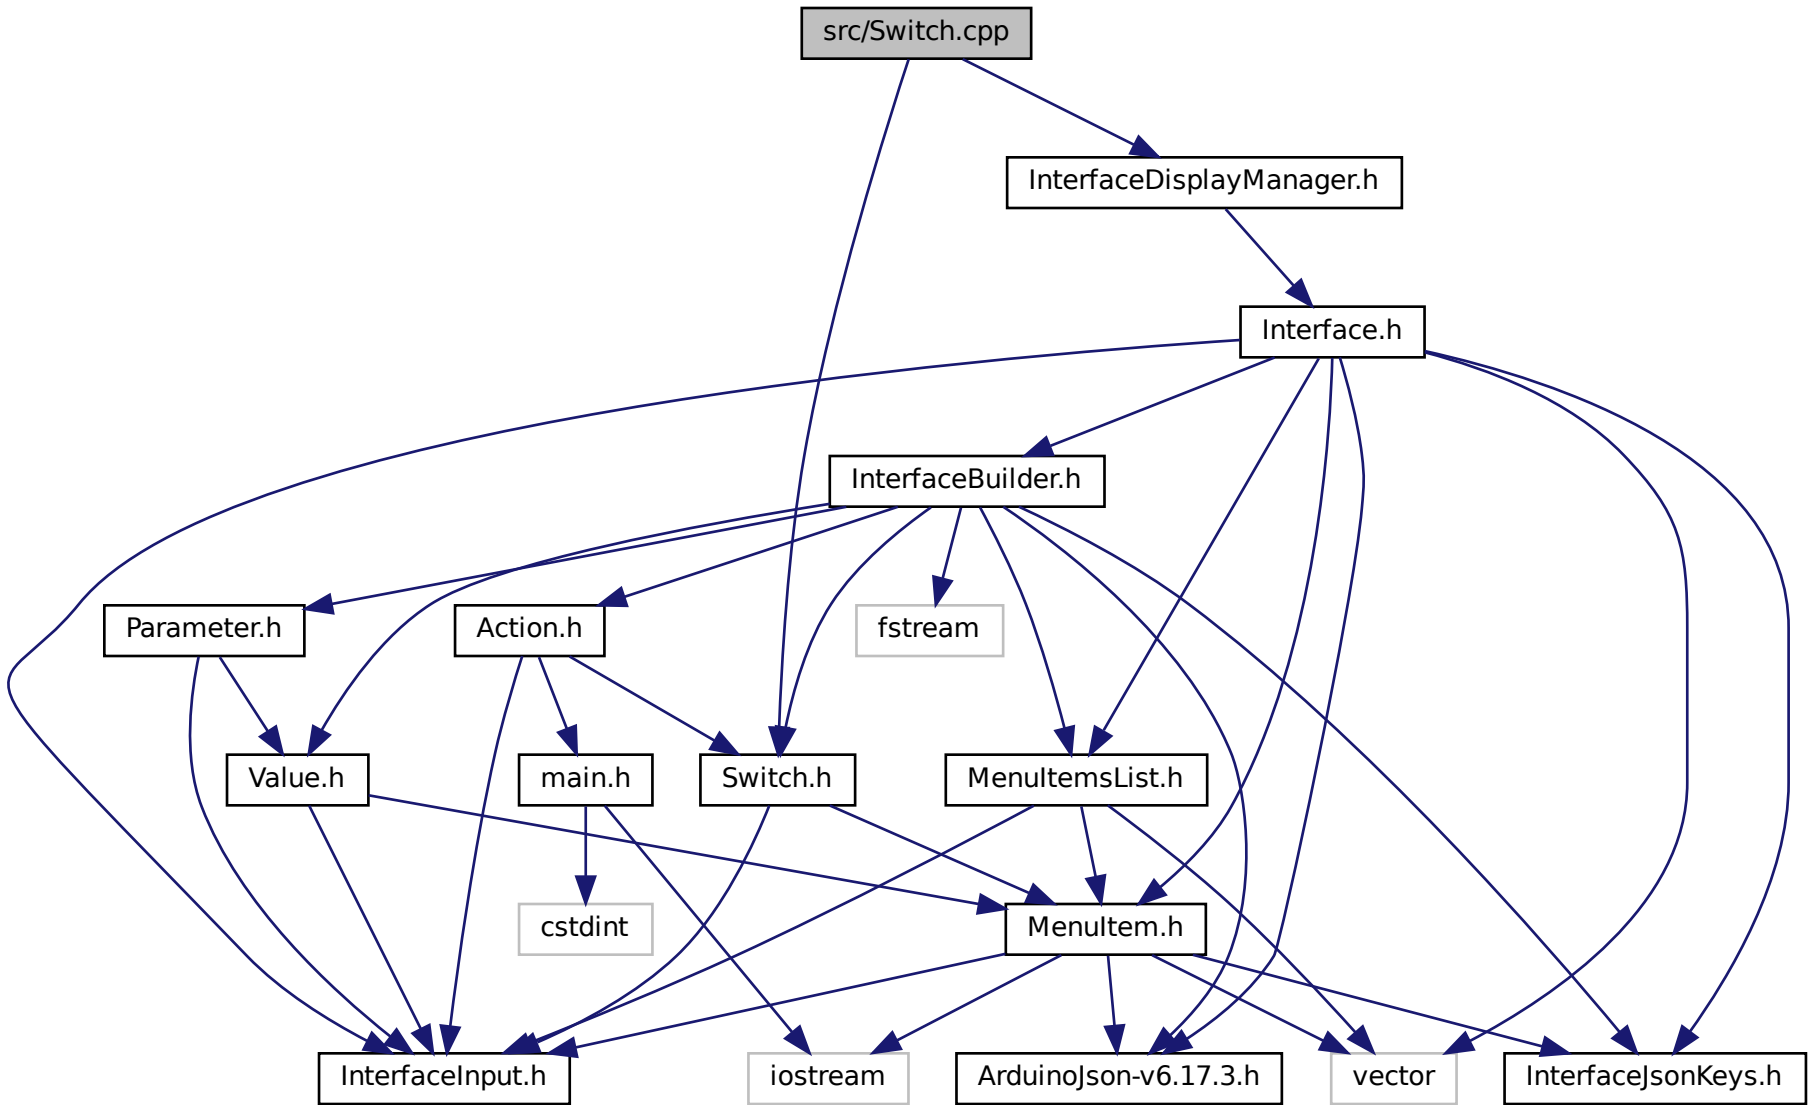 src/Switch.cpp
InterfaceDisplayManager.h
Interface.h
InterfaceBuilder.h
Parameter.h
Action.h
fstream
Value.h
main.h
Switch.h
MenuItemsList.h
cstdint
MenuItem.h
InterfaceInput.h
iostream
ArduinoJson-v6.17.3.h
vector
InterfaceJsonKeys.h